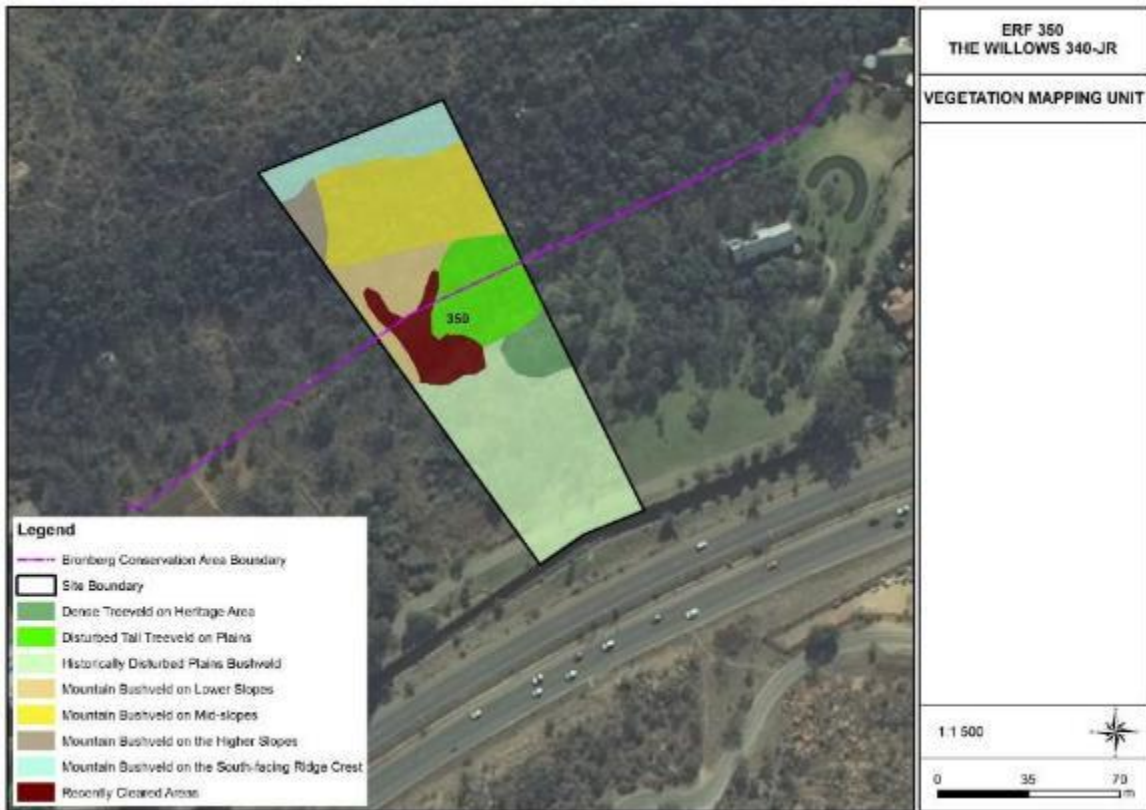 ERF 350
THE WILLOWS 340-JR
VEGETATION MAPPING UNIT
350
Legend
Bronberg Conservation Area Boundary
Site Boundary
Dense Treeveld on Heritage Area
Disturbed Tall Treeveld on Plains
Historically Disturbed Plains Bushveld
Mountain Bushveld on Lower Slopes
Mountain Bushveld on Mid-slopes
Mountain Bushveld on the Higher Slopes
Mountain Bushveld on the South-facing Ridge Crest
Recently Cleared Areas
1:1 500
0 35 70
m